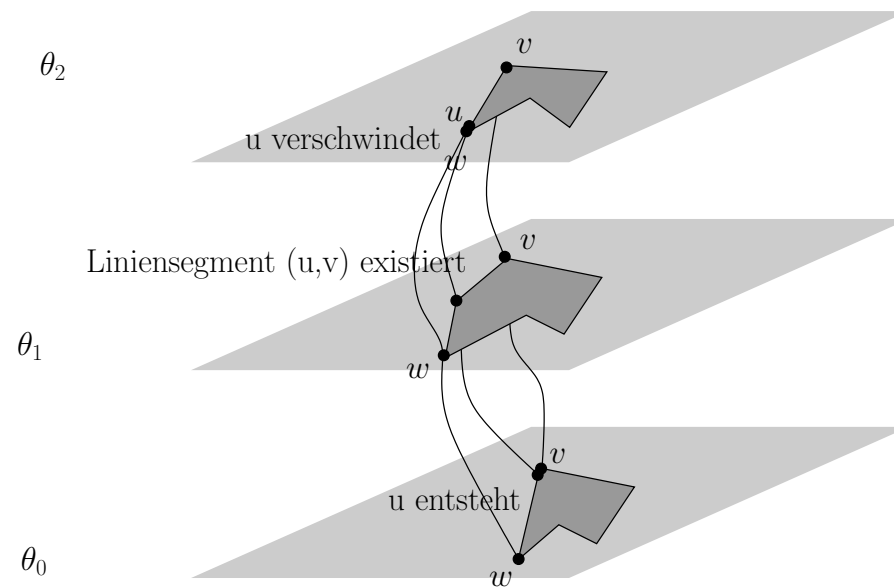 v
θ₂
u
u verschwindet
w
v
Liniensegment (u,v) existiert
θ₁
w
v
u entsteht
θ₀
w